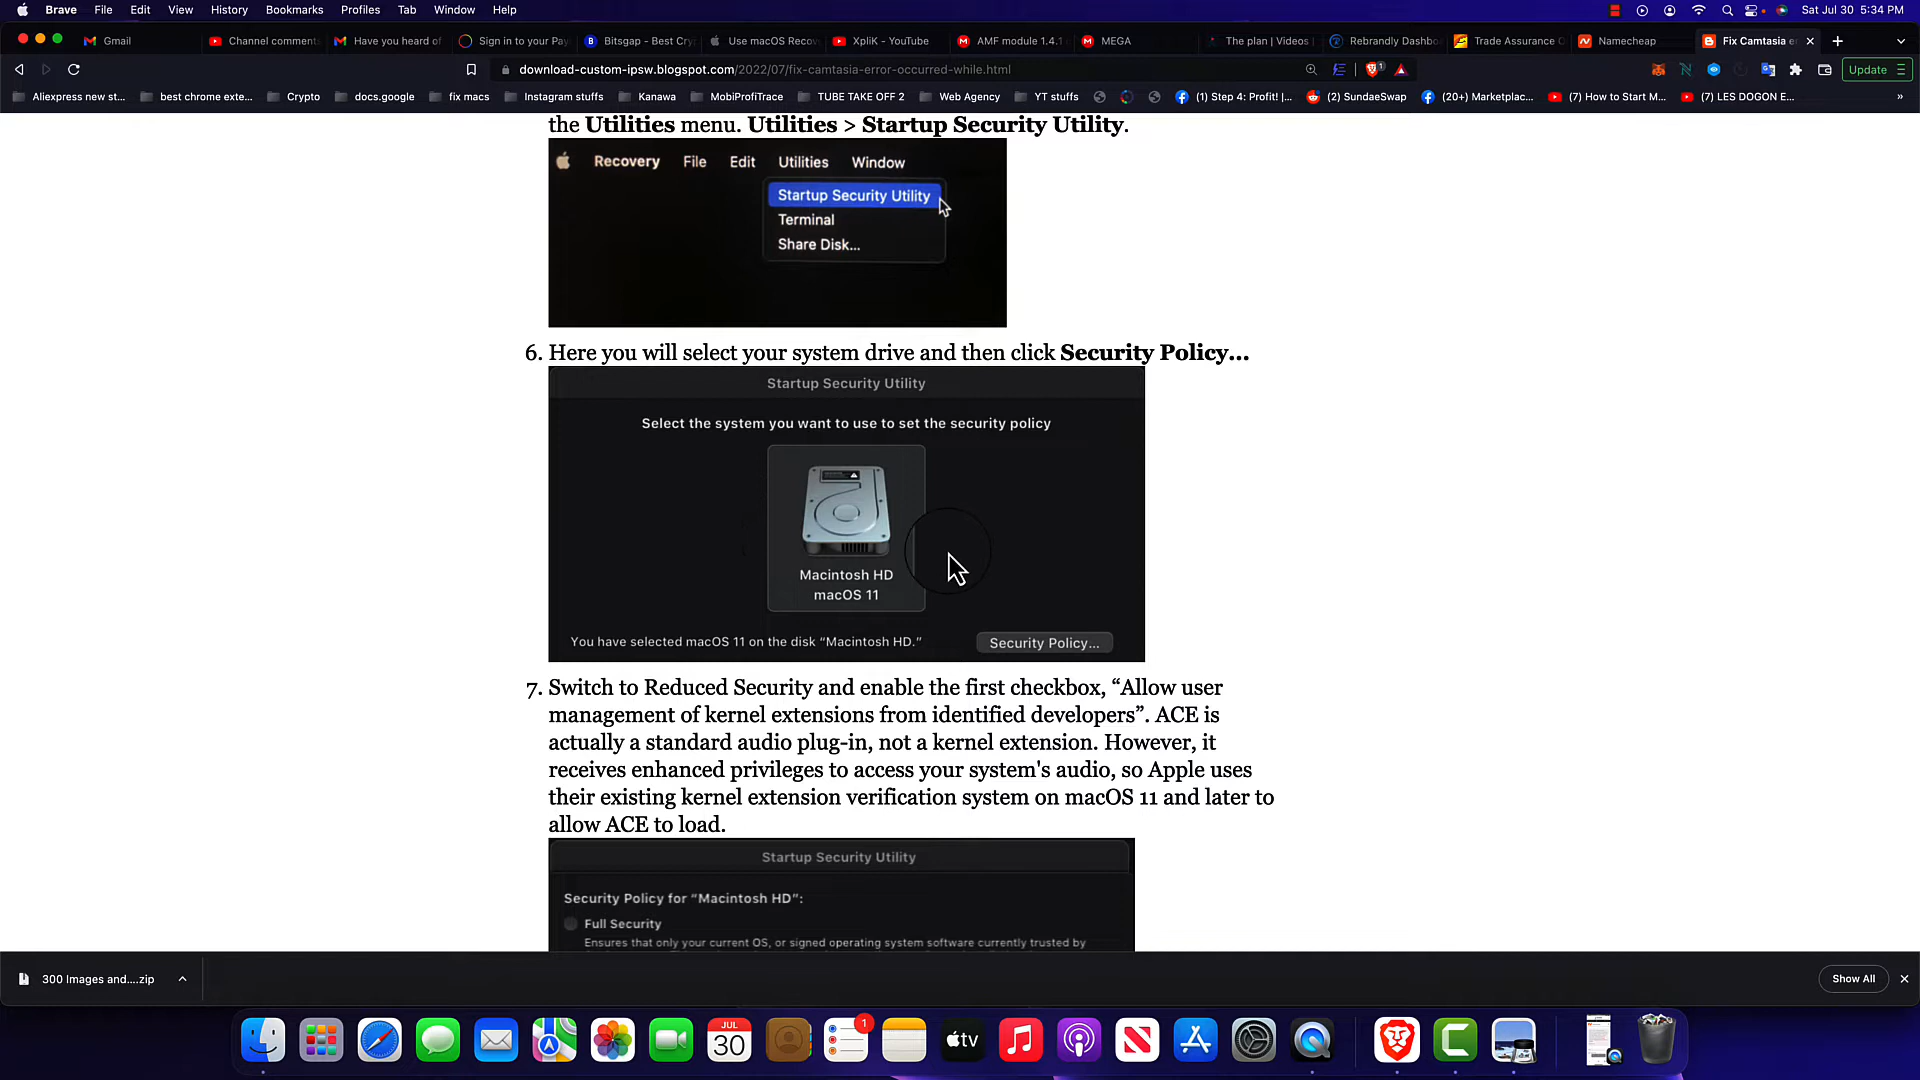 Brave File Edit View History Bookmarks Profiles Tab Window Help Sat Jul 30 5:34 PM
Gmail Channel comment Have you heard of Sign in to your Pay Bitsgap - Best Cry Use macOS Recov XpliK - YouTube AMF module 1.4.1 MEGA The plan | Videos Rebrandly Dashbo Trade Assurance O Namecheap Fix Camtasia er
download-custom-ipsw.blogspot.com/2022/07/fix-camtasia-error-occurred-while.html 1 Update
Aliexpress new st... best chrome exte... Crypto docs.google fix macs Instagram stuffs Kanawa MobiProfiTrace TUBE TAKE OFF 2 Web Agency YT stuffs (1) Step 4: Profit! |... (2) SundaeSwap (20+) Marketplac... (7) How to Start M... (7) LES DOGON E... »
the Utilities menu. Utilities > Startup Security Utility.
Recovery File Edit Utilities Window
Startup Security Utility
Terminal
Share Disk...
6. Here you will select your system drive and then click Security Policy...
Startup Security Utility
Select the system you want to use to set the security policy
Macintosh HD
macOS 11
You have selected macOS 11 on the disk “Macintosh HD.” Security Policy...
7. Switch to Reduced Security and enable the first checkbox, “Allow user
management of kernel extensions from identified developers”. ACE is
actually a standard audio plug-in, not a kernel extension. However, it
receives enhanced privileges to access your system's audio, so Apple uses
their existing kernel extension verification system on macOS 11 and later to
allow ACE to load.
Startup Security Utility
Security Policy for “Macintosh HD”:
Full Security
Ensures that only your current OS, or signed operating system software currently trusted by
300 Images and....zip Show All
JUL
30
1
tv